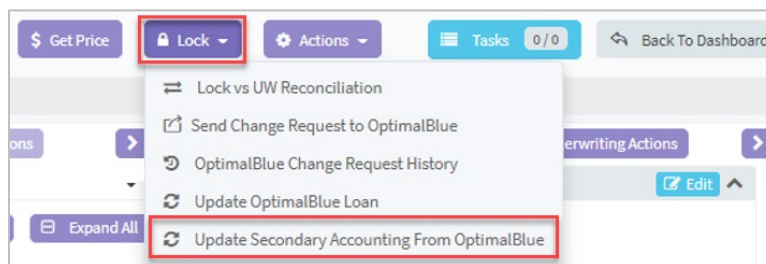 $ Get Price
Lock
Actions
Tasks 0/0
Back To Dashboard
Lock vs UW Reconciliation
ons
Send Change Request to OptimalBlue
erwriting Actions
OptimalBlue Change Request History
Edit
Update OptimalBlue Loan
Expand All
Update Secondary Accounting From OptimalBlue